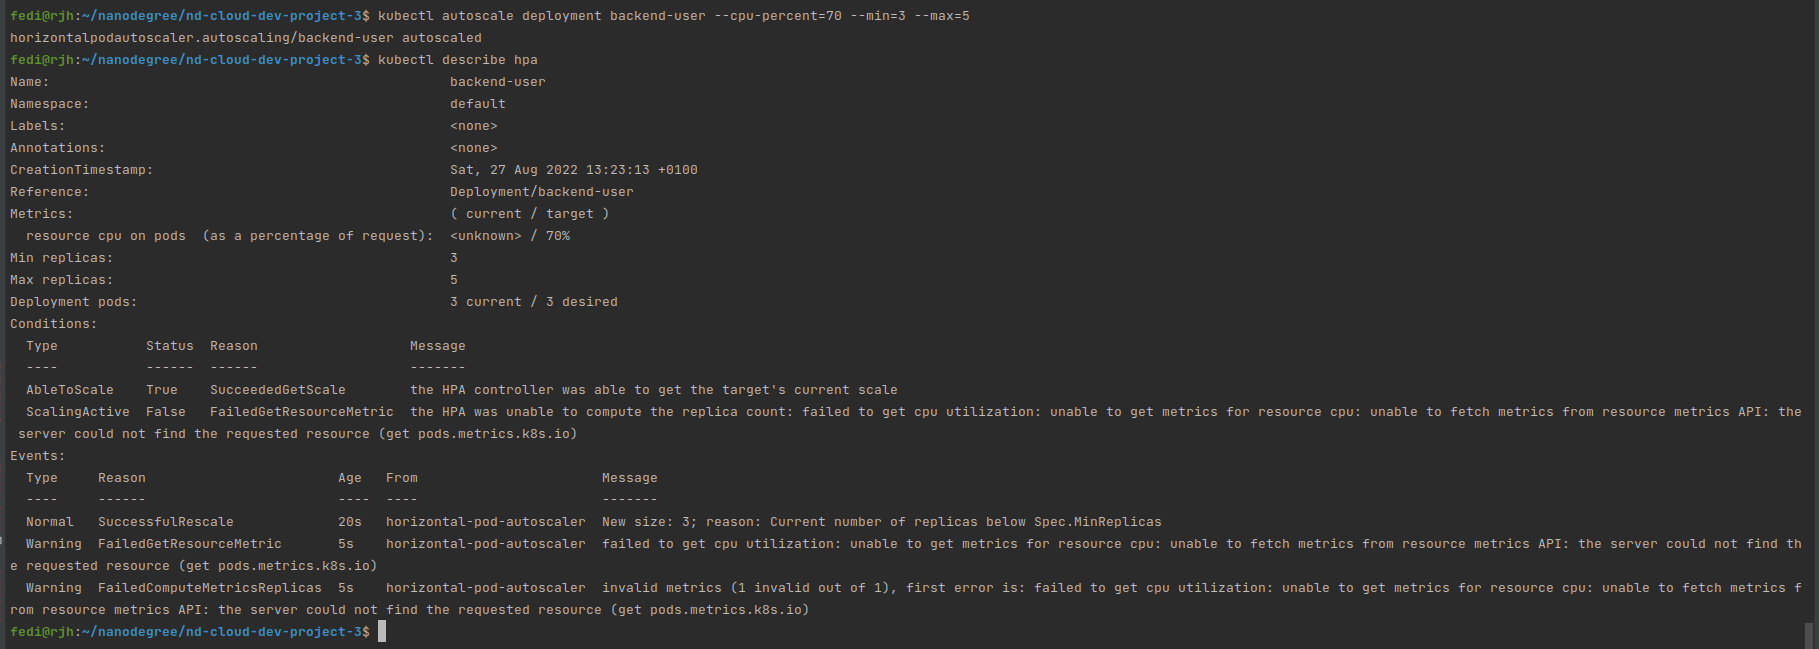 fedi@rjh:~/nanodegree/nd-cloud-dev-project-3$ kubectl autoscale deployment backend-user --cpu-percent=70 --min=3 --max=5
horizontalpodautoscaler.autoscaling/backend-user autoscaled
fedi@rjh:~/nanodegree/nd-cloud-dev-project-3$ kubectl describe hpa
Name:                                                  backend-user
Namespace:                                             default
Labels:                                                <none>
Annotations:                                           <none>
CreationTimestamp:                                     Sat, 27 Aug 2022 13:23:13 +0100
Reference:                                             Deployment/backend-user
Metrics:                                               ( current / target )
  resource cpu on pods  (as a percentage of request):  <unknown> / 70%
Min replicas:                                          3
Max replicas:                                          5
Deployment pods:                                       3 current / 3 desired
Conditions:
  Type           Status  Reason                   Message
  ----           ------  ------                   -------
  AbleToScale    True    SucceededGetScale        the HPA controller was able to get the target's current scale
  ScalingActive  False   FailedGetResourceMetric  the HPA was unable to compute the replica count: failed to get cpu utilization: unable to get metrics for resource cpu: unable to fetch metrics from resource metrics API: the
 server could not find the requested resource (get pods.metrics.k8s.io)
Events:
  Type     Reason                        Age   From                       Message
  ----     ------                        ----  ----                       -------
  Normal   SuccessfulRescale             20s   horizontal-pod-autoscaler  New size: 3; reason: Current number of replicas below Spec.MinReplicas
  Warning  FailedGetResourceMetric       5s    horizontal-pod-autoscaler  failed to get cpu utilization: unable to get metrics for resource cpu: unable to fetch metrics from resource metrics API: the server could not find th
e requested resource (get pods.metrics.k8s.io)
  Warning  FailedComputeMetricsReplicas  5s    horizontal-pod-autoscaler  invalid metrics (1 invalid out of 1), first error is: failed to get cpu utilization: unable to get metrics for resource cpu: unable to fetch metrics f
rom resource metrics API: the server could not find the requested resource (get pods.metrics.k8s.io)
fedi@rjh:~/nanodegree/nd-cloud-dev-project-3$